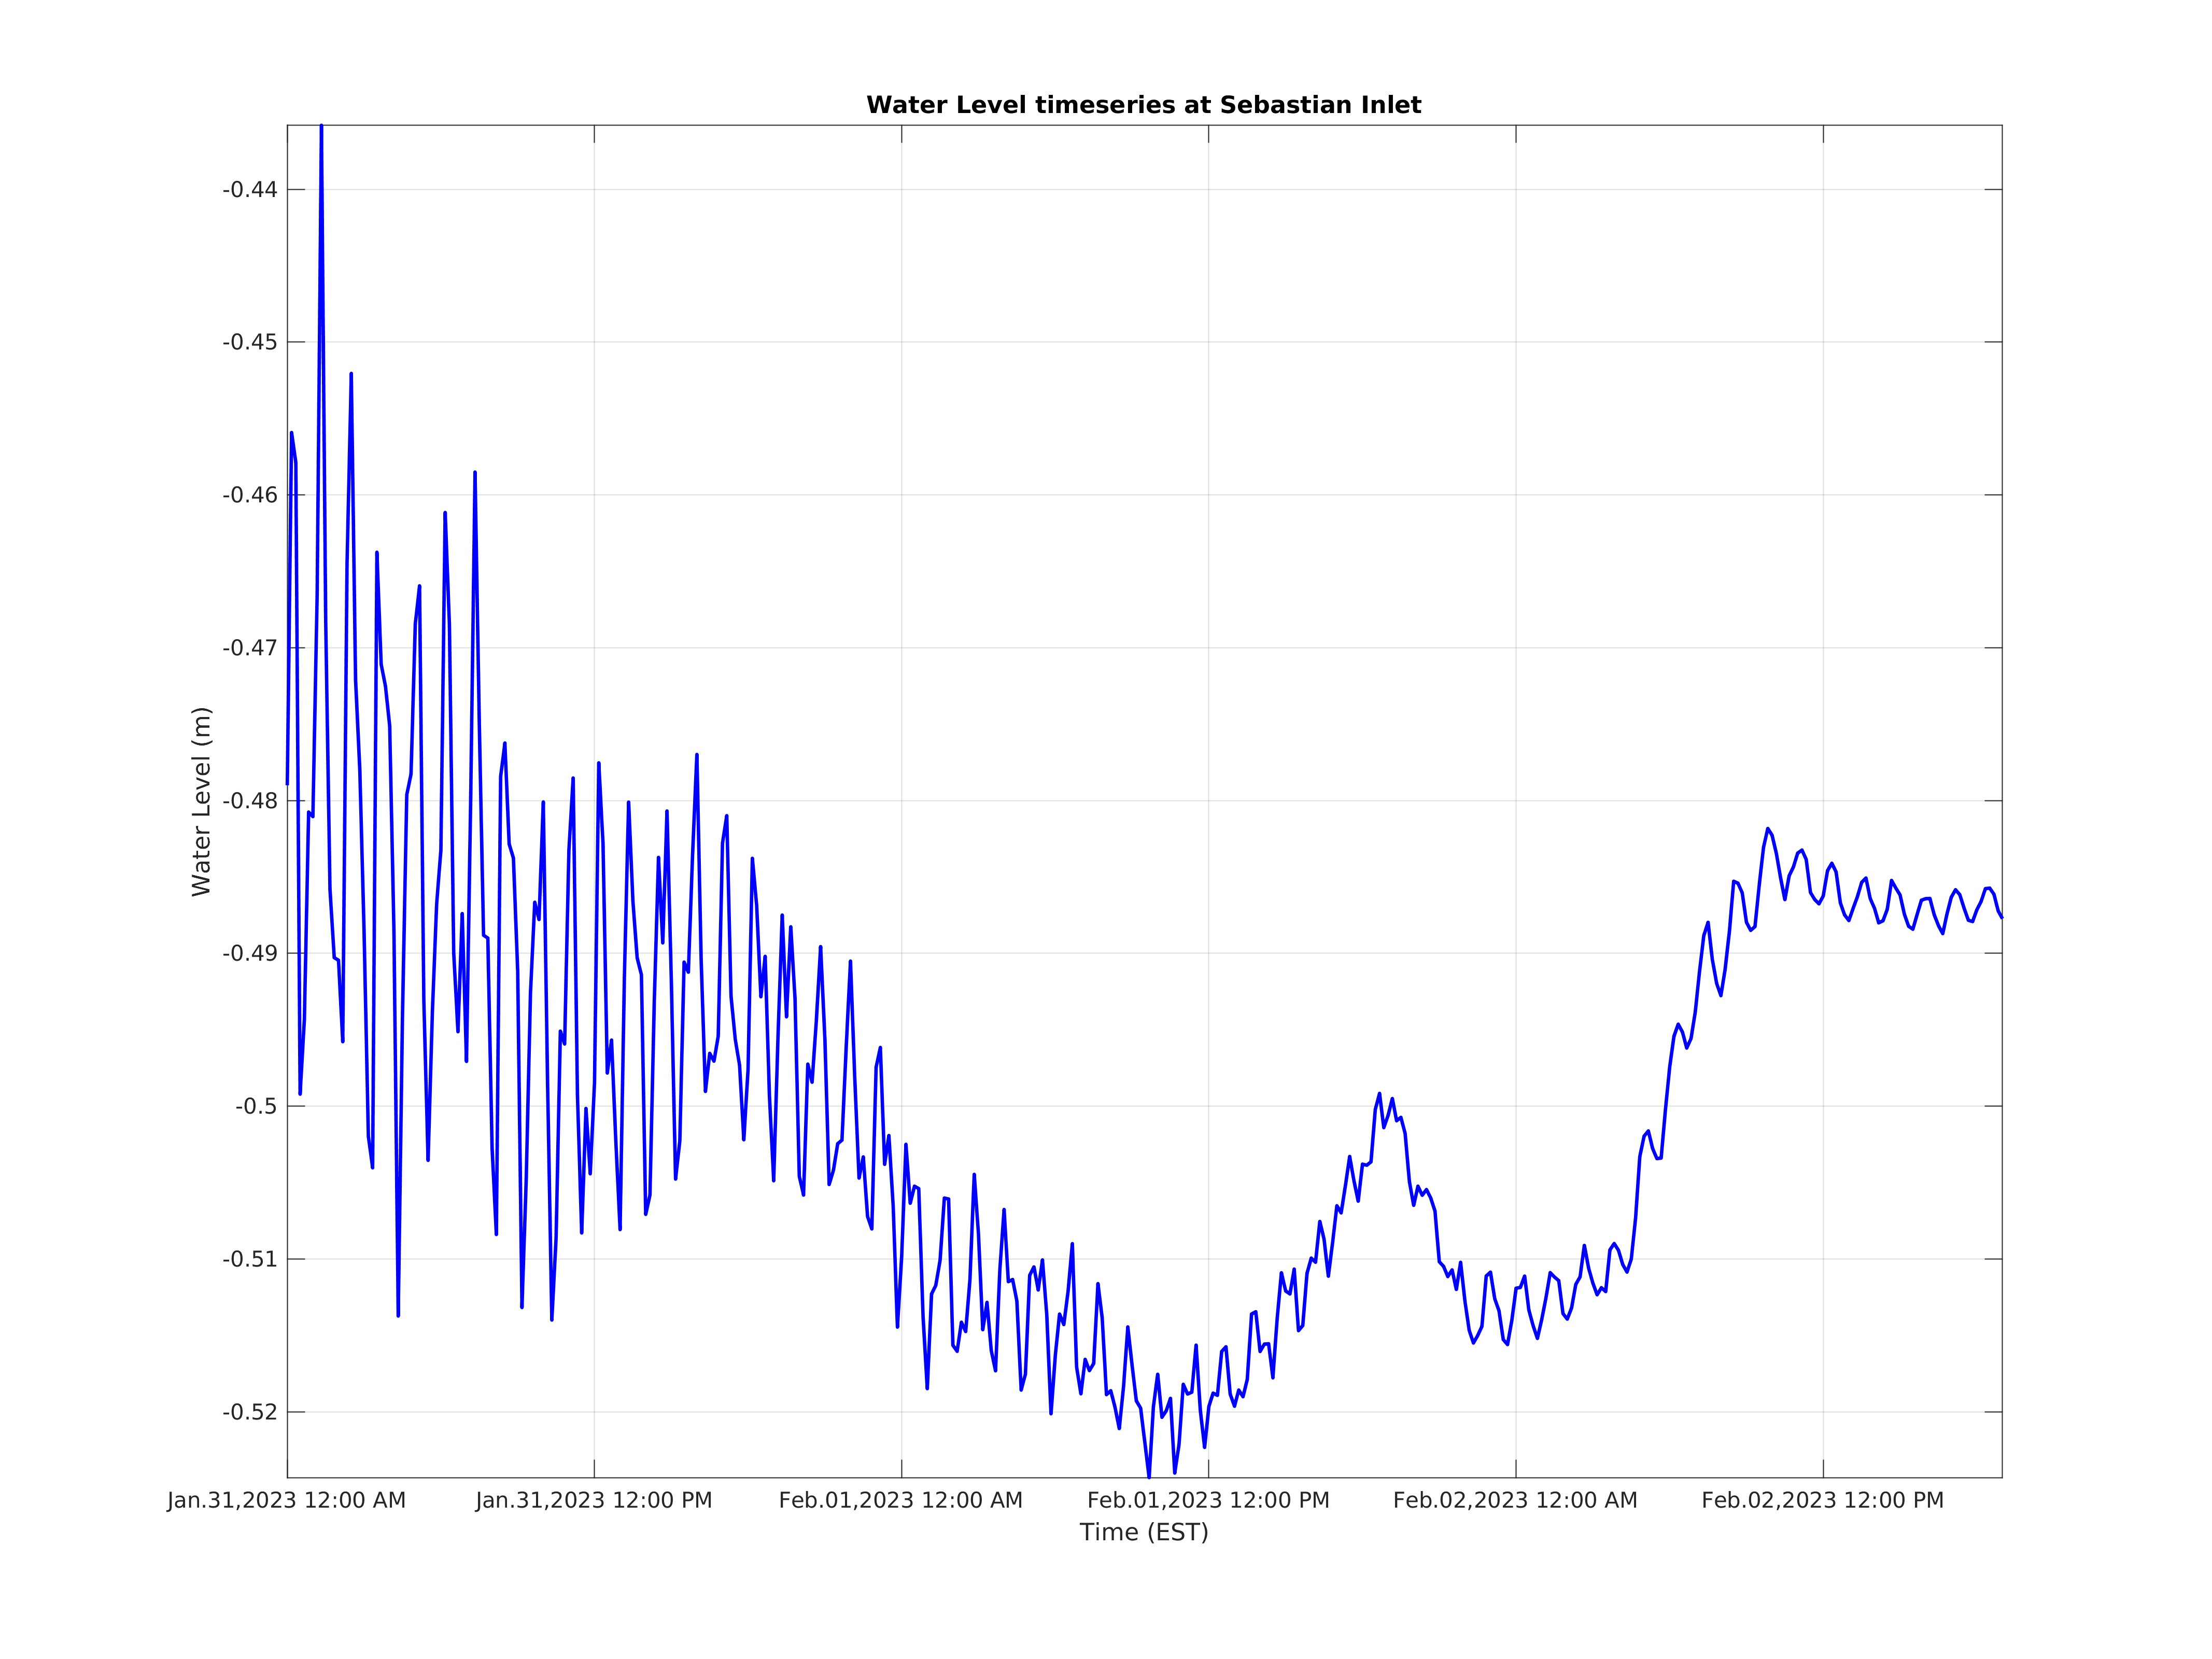 Water Level timeseries at Sebastian Inlet
-0.44
-0.45
-0.46
-0.47
-0.48
-0.49
-0.5
-0.51
-0.52
Water Level (m)
Jan.31,2023 12:00 AM
Jan.31,2023 12:00 PM
Feb.01,2023 12:00 AM
Feb.01,2023 12:00 PM
Feb.02,2023 12:00 AM
Feb.02,2023 12:00 PM
Time (EST)